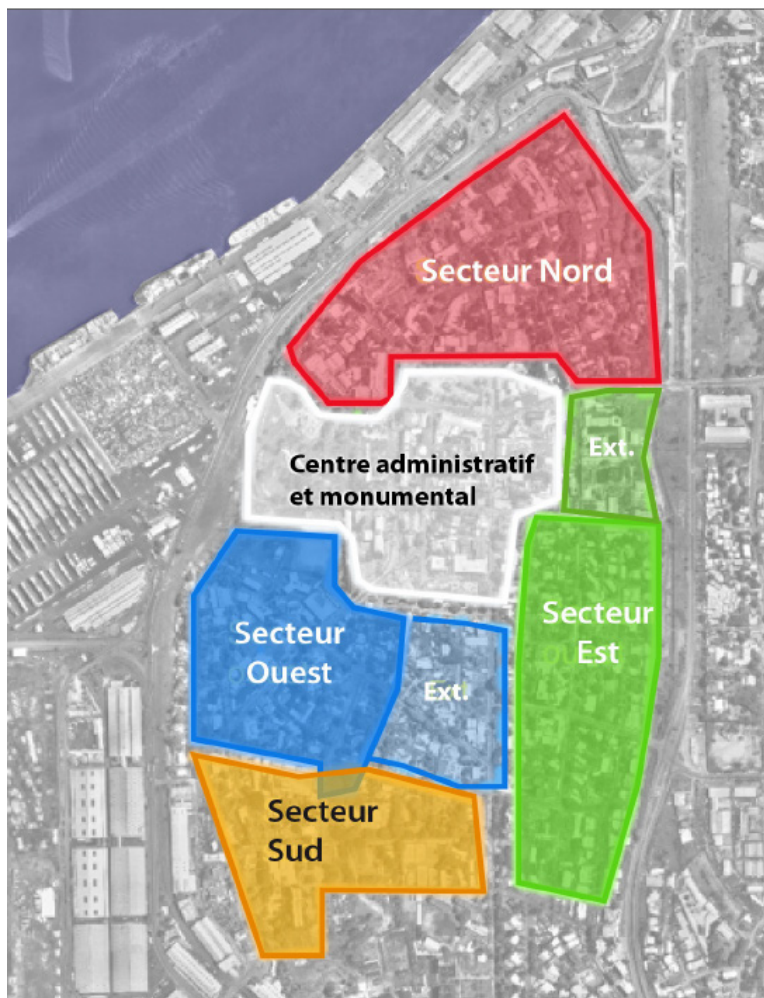 Secteur Nord
Ext.
Centre administratif
et monumental
Secteur
Est
Secteur
Ouest
Ext.
Secteur
Sud